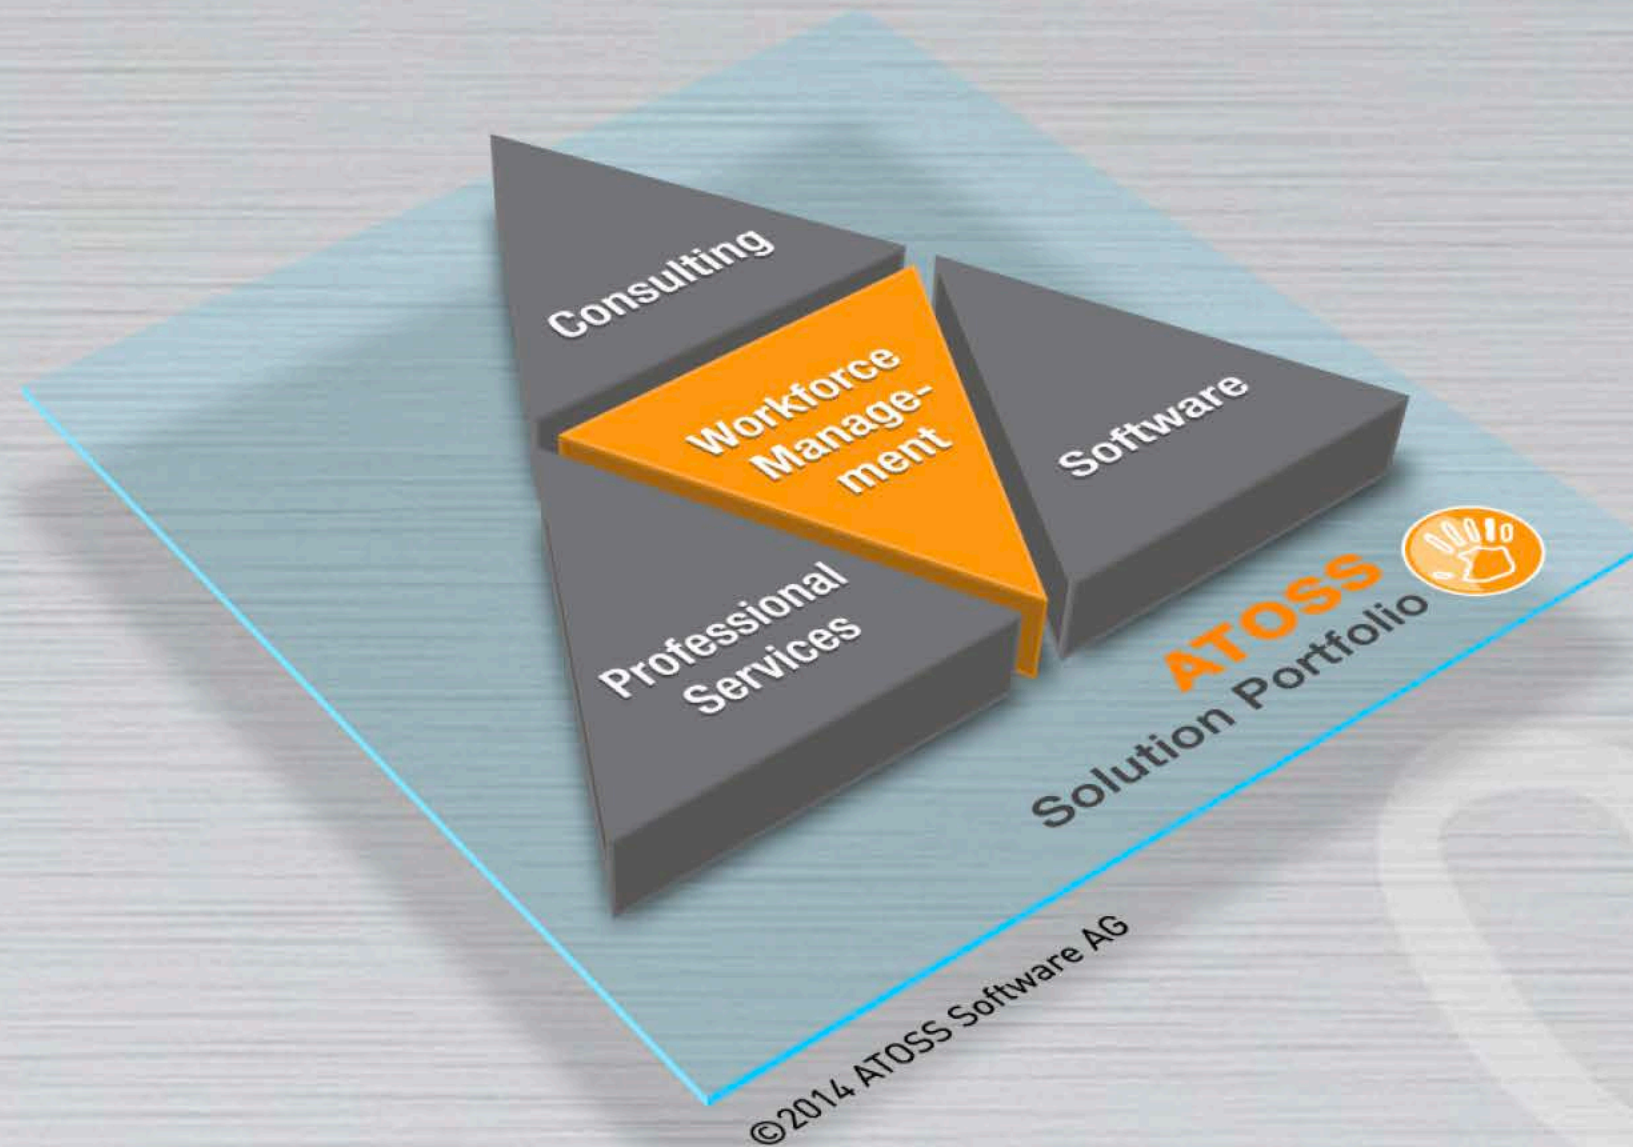 Consulting
Workforce
Manage-
ment
Software
Professional
Services
ATOSS
Solution Portfolio
©2014 ATOSS Software AG